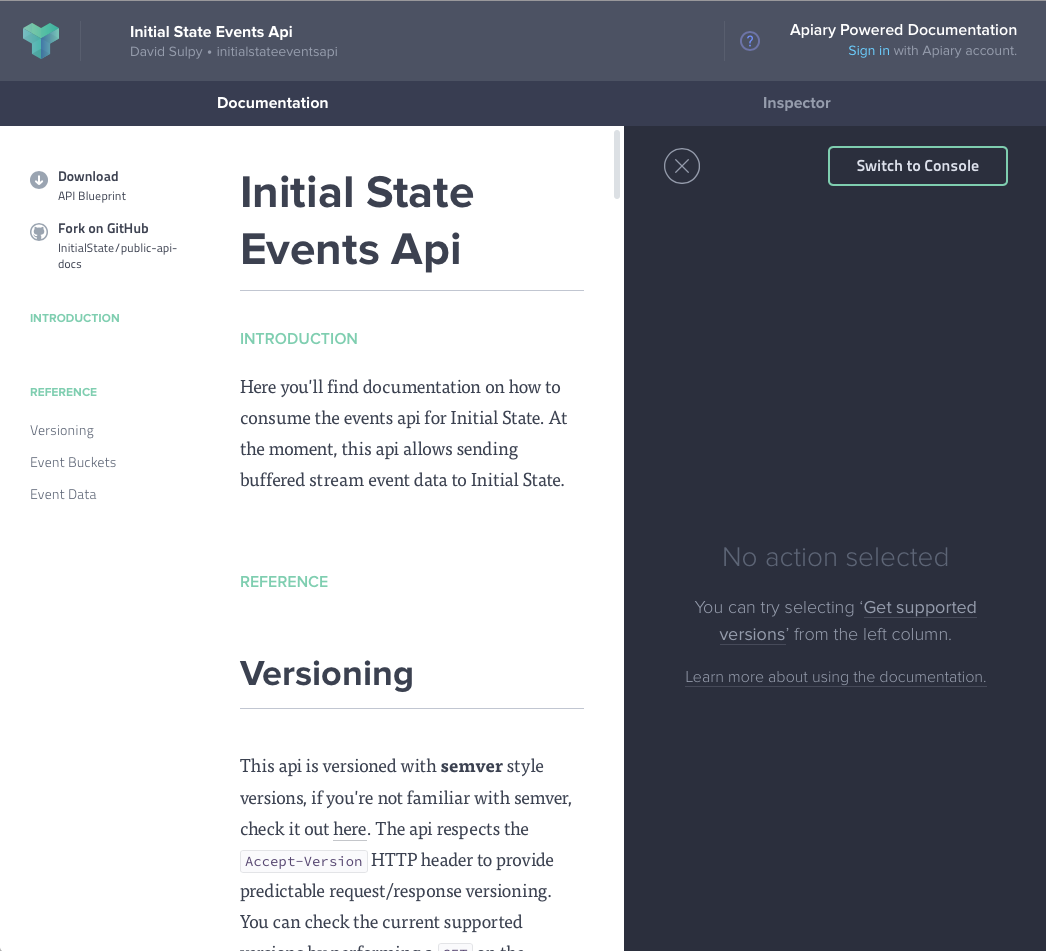 Initial State Events Api
David Sulpy • initialstateeventsapi
?
Apiary Powered Documentation
Sign in with Apiary account.
Documentation
Inspector
Download
API Blueprint
Fork on GitHub
InitialState/public-api-
docs
INTRODUCTION
REFERENCE
Versioning
Event Buckets
Event Data
Initial State
Events Api
INTRODUCTION
Here you'll find documentation on how to
consume the events api for Initial State. At
the moment, this api allows sending
buffered stream event data to Initial State.
REFERENCE
Versioning
This api is versioned with semver style
versions, if you're not familiar with semver,
check it out here. The api respects the
Accept-Version HTTP header to provide
predictable request/response versioning.
You can check the current supported
versions by performing a GET on the
Switch to Console
No action selected
You can try selecting ‘Get supported
versions’ from the left column.
Learn more about using the documentation.